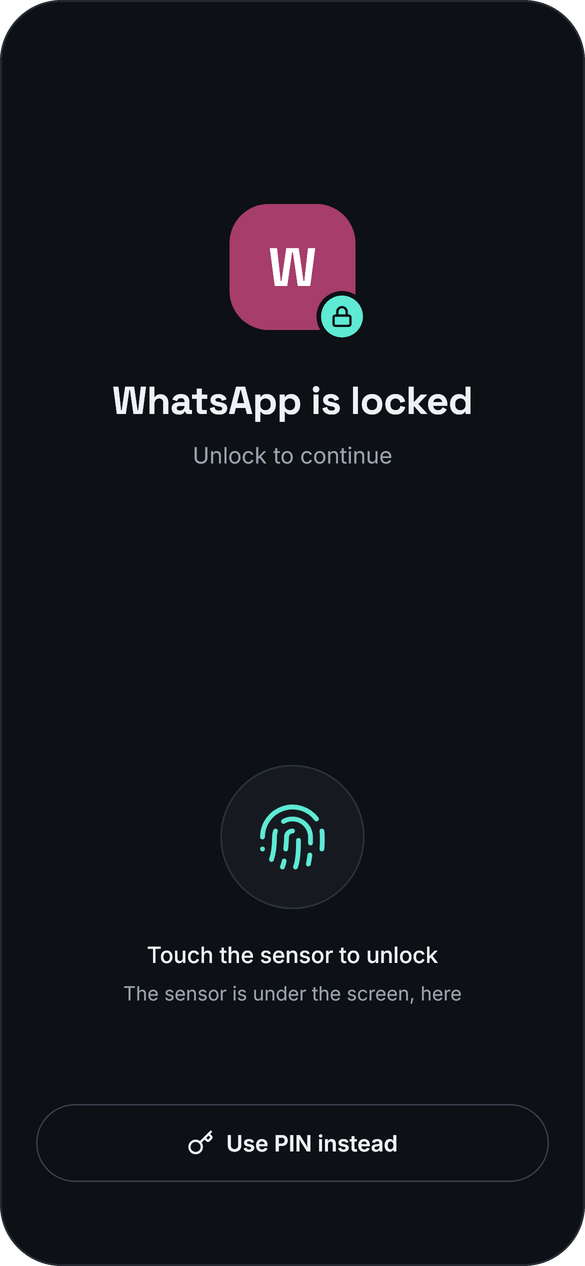 W
WhatsApp is locked
Unlock to continue
Touch the sensor to unlock
The sensor is under the screen, here
Use PIN instead